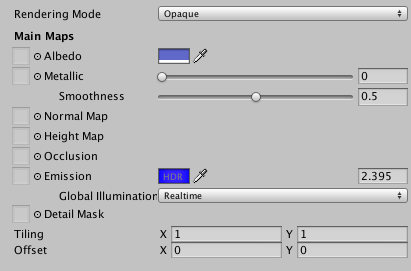 Rendering Mode Opaque
Main Maps
Albedo
Metallic 0
Smoothness 0.5
Normal Map
Height Map
Occlusion
Emission HDR 2.395
Global Illumination Realtime
Detail Mask
Tiling X 1 Y 1
Offset X 0 Y 0